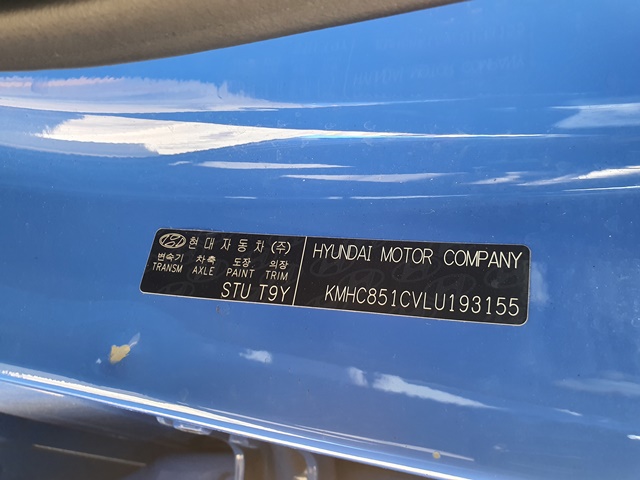 현대자동차(주)
변속기 차축 도장 의장
TRANSM AXLE PAINT TRIM
STU T9Y
HYUNDAI MOTOR COMPANY
KMHC851CVLU193155